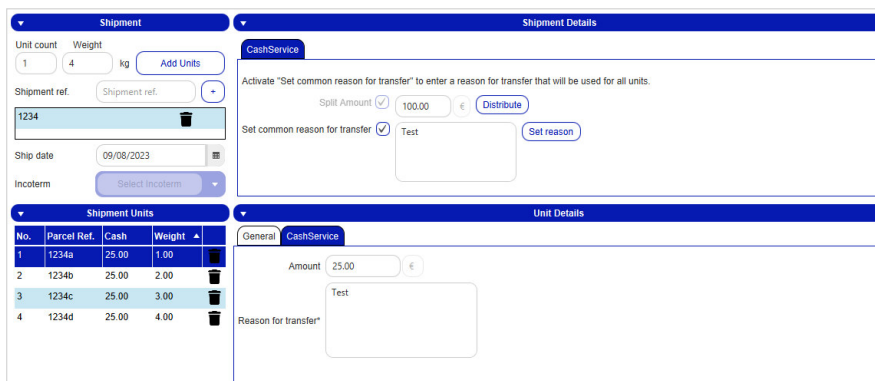 Shipment
Unit count Weight
1 4 kg Add Units
Shipment ref. Shipment ref. +
1234
Ship date 09/08/2023
Incoterm Select Incoterm
Shipment Details
CashService
Activate "Set common reason for transfer" to enter a reason for transfer that will be used for all units.
Split Amount 100.00 € Distribute
Set common reason for transfer Test Set reason
Shipment Units
No. Parcel Ref. Cash Weight
1 1234a 25.00 1.00
2 1234b 25.00 2.00
3 1234c 25.00 3.00
4 1234d 25.00 4.00
Unit Details
General CashService
Amount 25.00 €
Test
Reason for transfer*